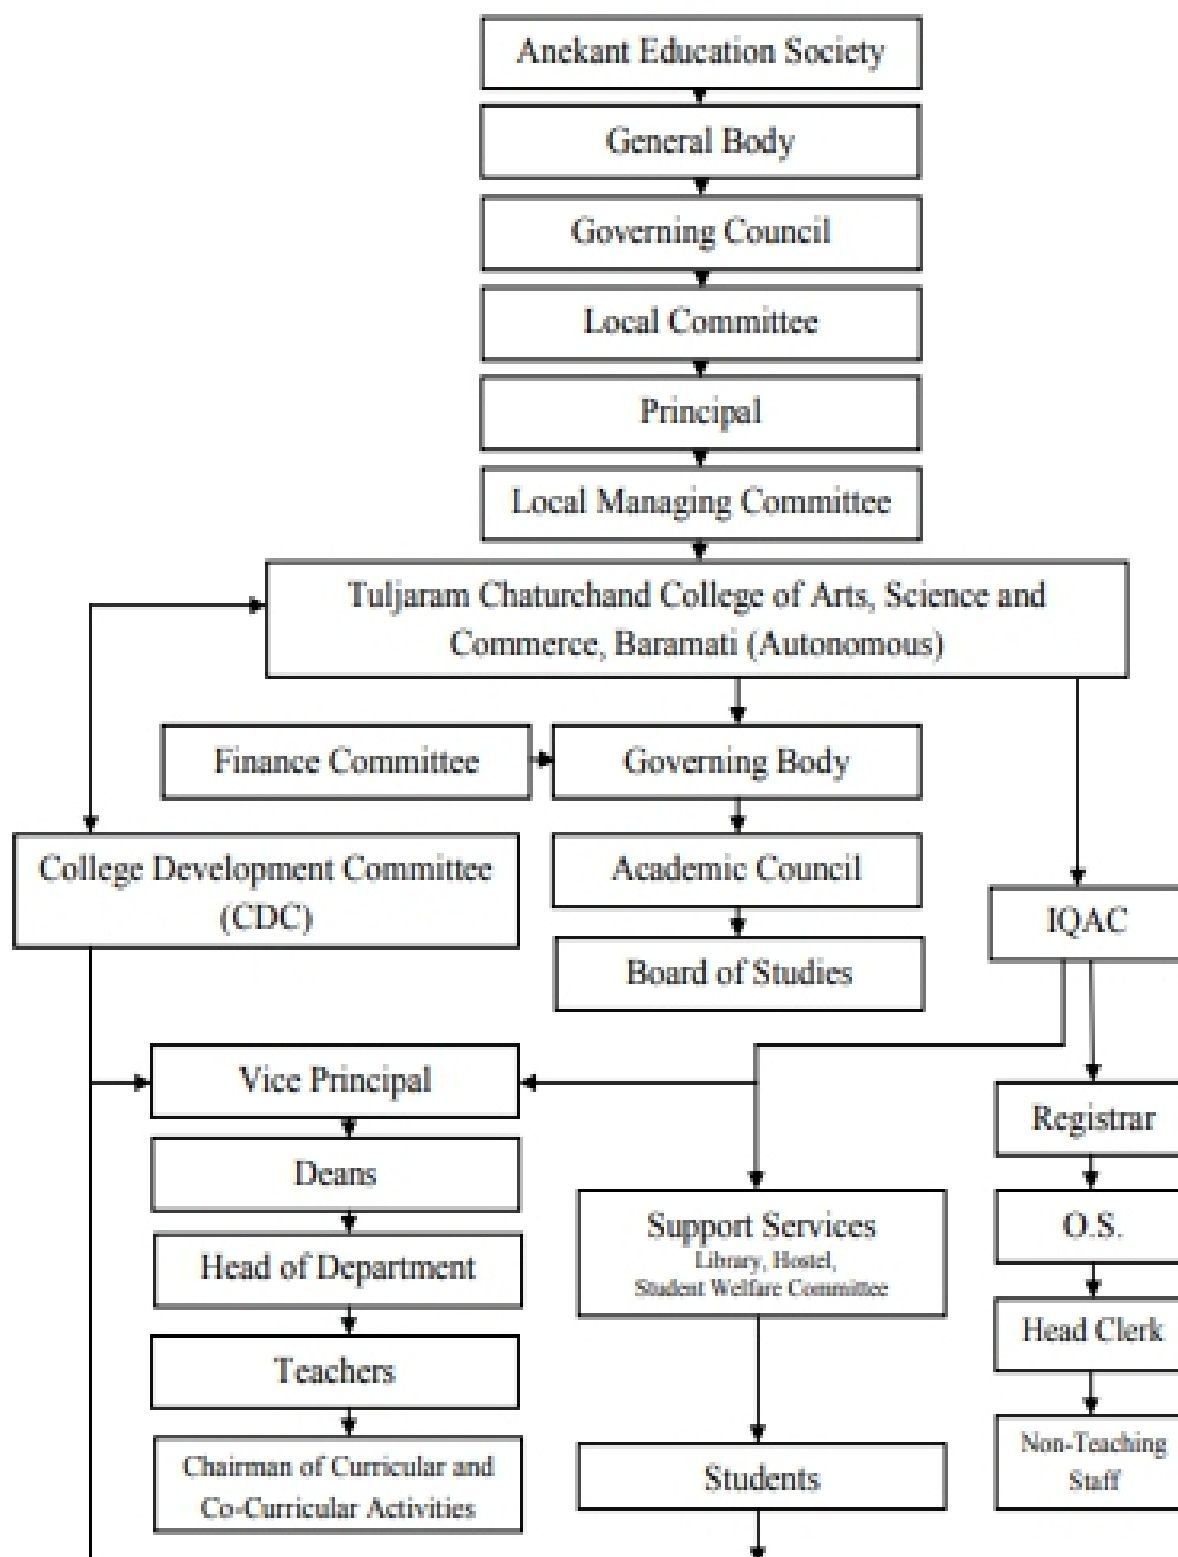 Anekant Education Society
General Body
Governing Council
Local Committee
Principal
Local Managing Committee
Tuljaram Chaturchand College of Arts, Science and
Commerce, Baramati (Autonomous)
Finance Committee
Governing Body
College Development Committee
(CDC)
Academic Council
IQAC
Board of Studies
Vice Principal
Deans
Head of Department
Teachers
Chairman of Curricular and
Co-Curricular Activities
Support Services
Library, Hostel,
Student Welfare Committee
Students
Registrar
O.S.
Head Clerk
Non-Teaching
Staff